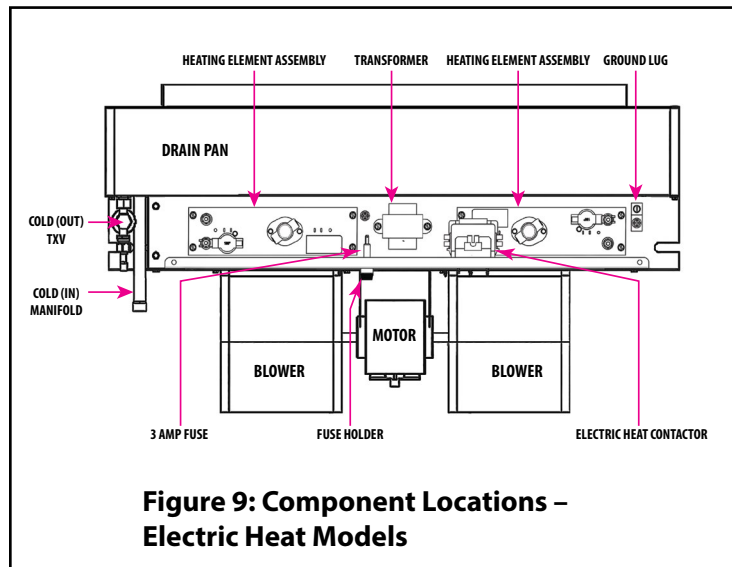 HEATING ELEMENT ASSEMBLY TRANSFORMER HEATING ELEMENT ASSEMBLY GROUND LUG
DRAIN PAN
COLD (OUT)
TXV
COLD (IN)
MANIFOLD
MOTOR
BLOWER BLOWER
3 AMP FUSE FUSE HOLDER ELECTRIC HEAT CONTACTOR
Figure 9: Component Locations –
Electric Heat Models